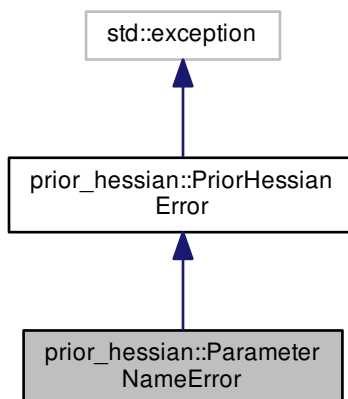 std::exception
prior_hessian::PriorHessian
Error
prior_hessian::Parameter
NameError